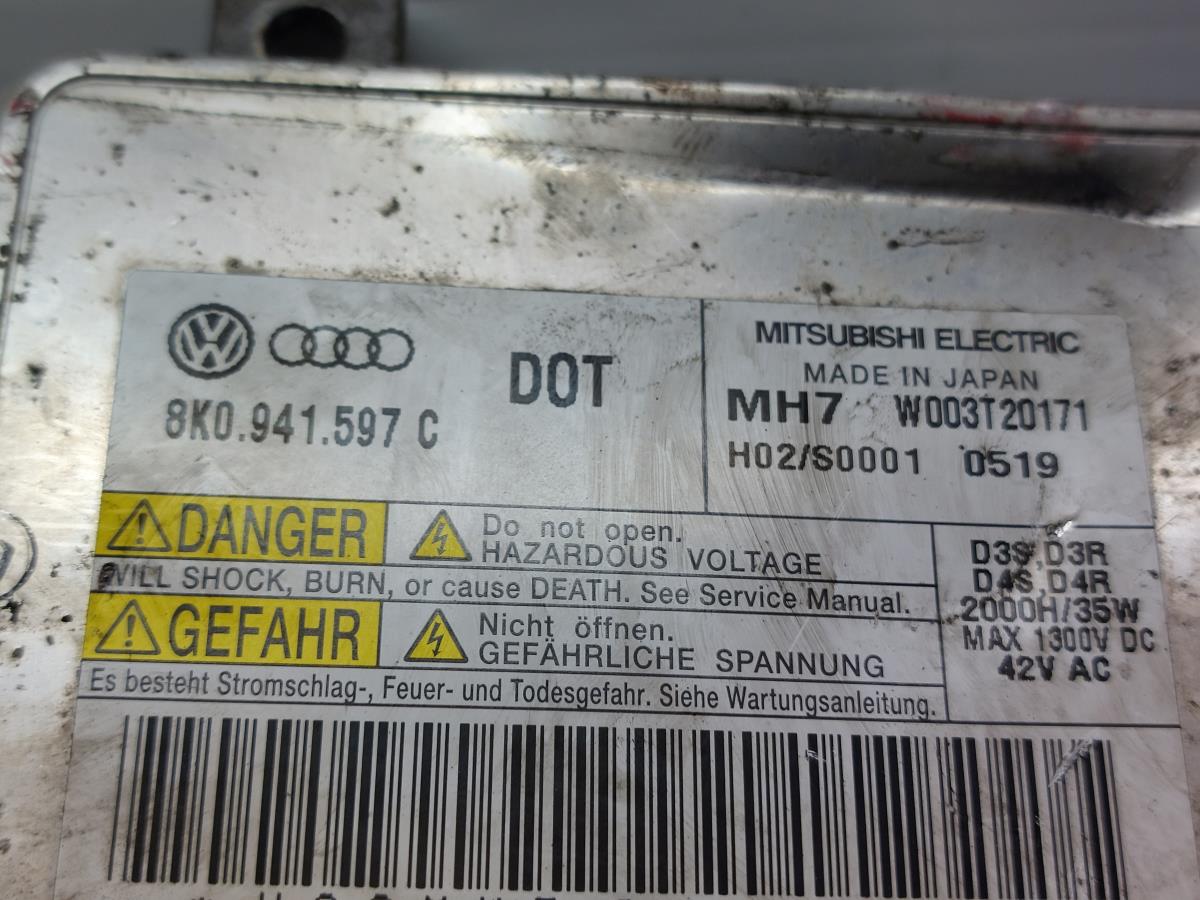 8K0.941.597 C
DOT
MITSUBISHI ELECTRIC
MADE IN JAPAN
MH7 W003T20171
H02/S0001 0519
DANGER
Do not open.
HAZARDOUS VOLTAGE
WILL SHOCK, BURN, or cause DEATH. See Service Manual.
GEFAHR
Nicht öffnen.
GEFÄHRLICHE SPANNUNG
Es besteht Stromschlag-, Feuer- und Todesgefahr. Siehe Wartungsanleitung.
D3S,D3R
D4S,D4R
2000H/35W
MAX 1300V DC
42V AC